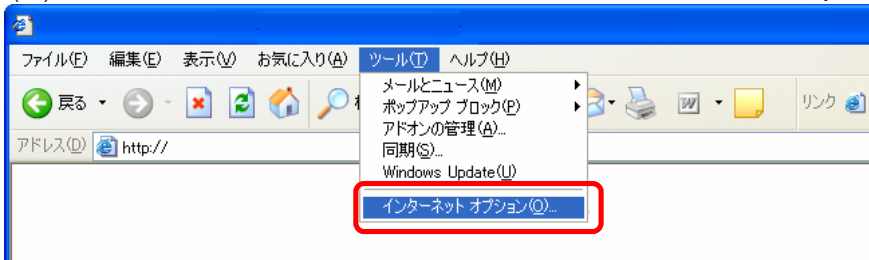 ファイル(F) 編集(E) 表示(V) お気に入り(A) ツール(T) ヘルプ(H)
メールとニュース(M)
ポップアップ ブロック(P)
アドオンの管理(A)...
同期(S)...
Windows Update(U)
インターネット オプション(O)...
戻る
リンク
アドレス(D) http://